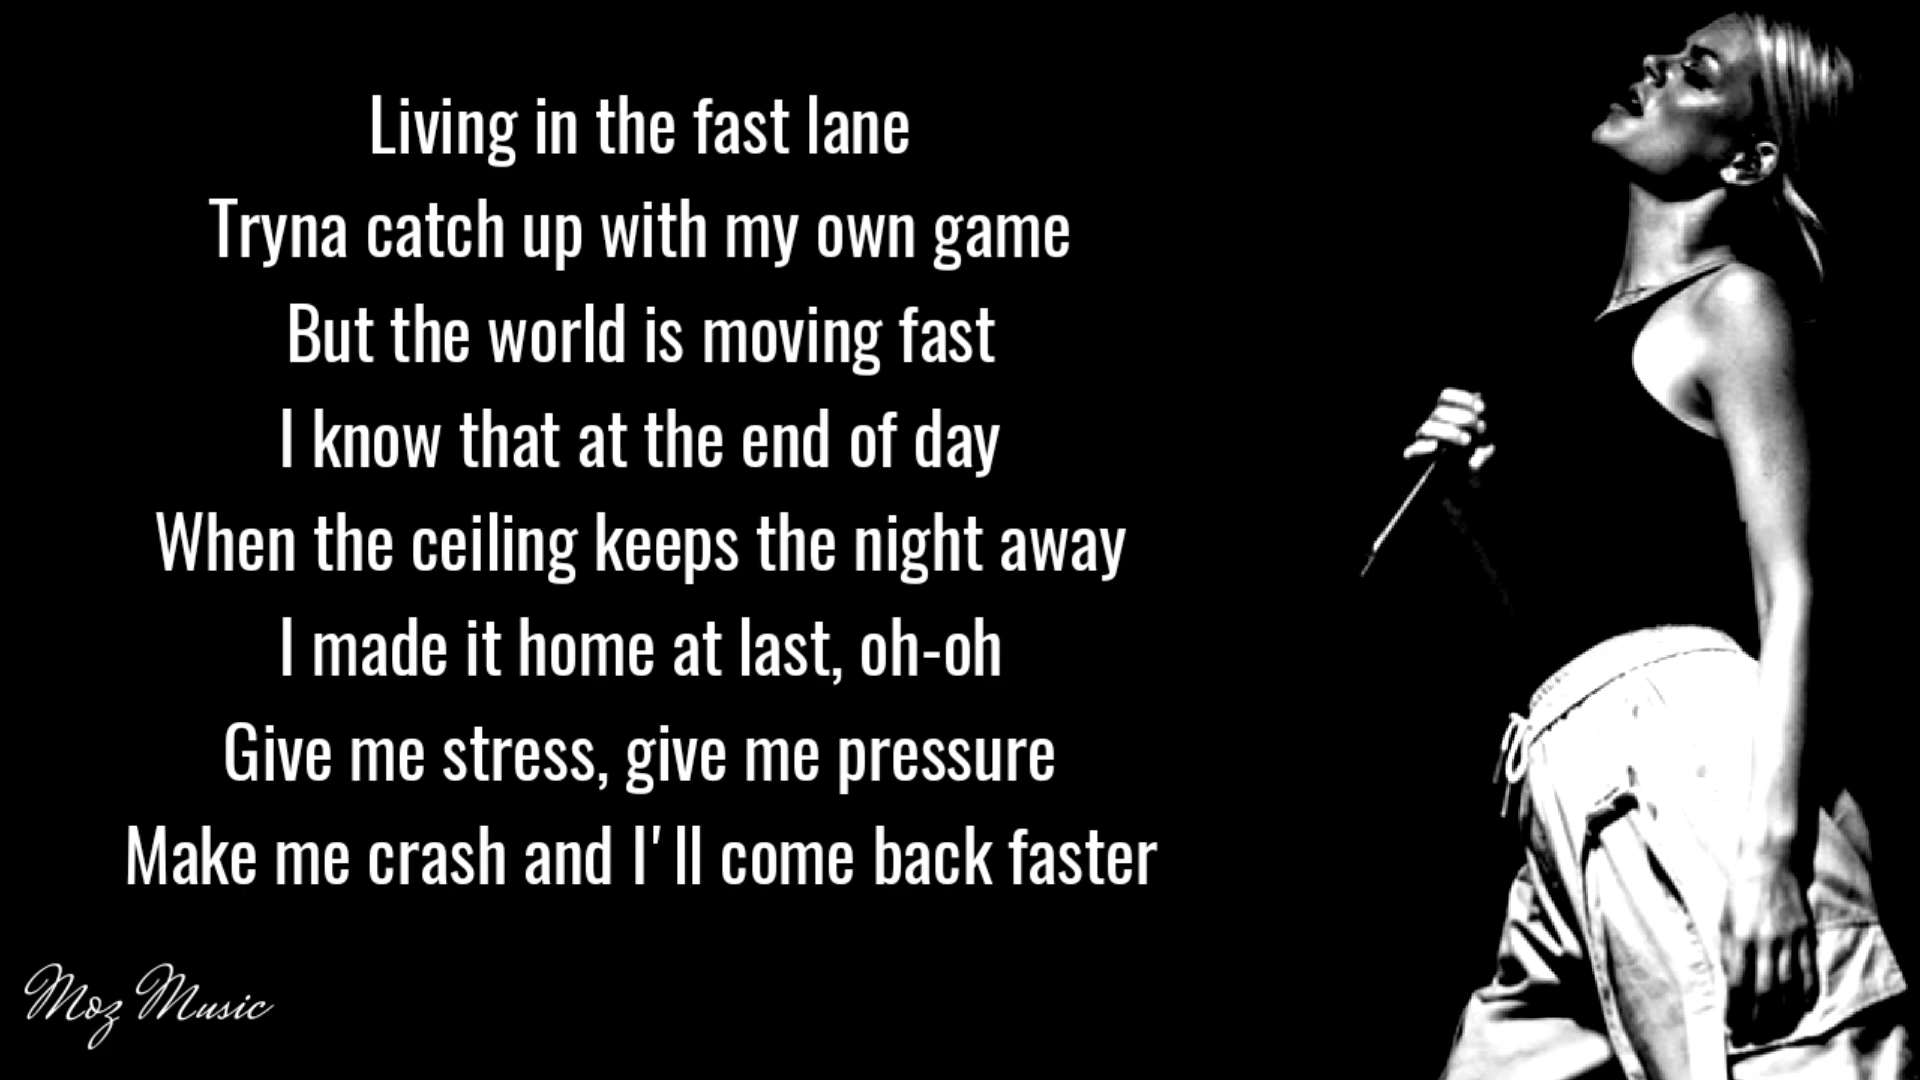 Living in the fast lane
Tryna catch up with my own game
But the world is moving fast
I know that at the end of day
When the ceiling keeps the night away
I made it home at last, oh-oh
Give me stress, give me pressure
Make me crash and I'll come back faster
Moz Music